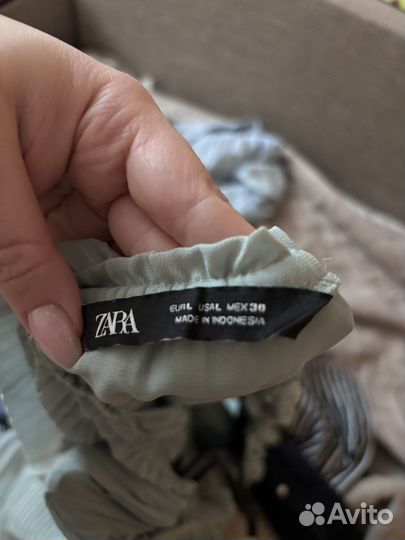 ZARA
EUR L USA L MEX 30
MADE IN INDONESIA
Avito